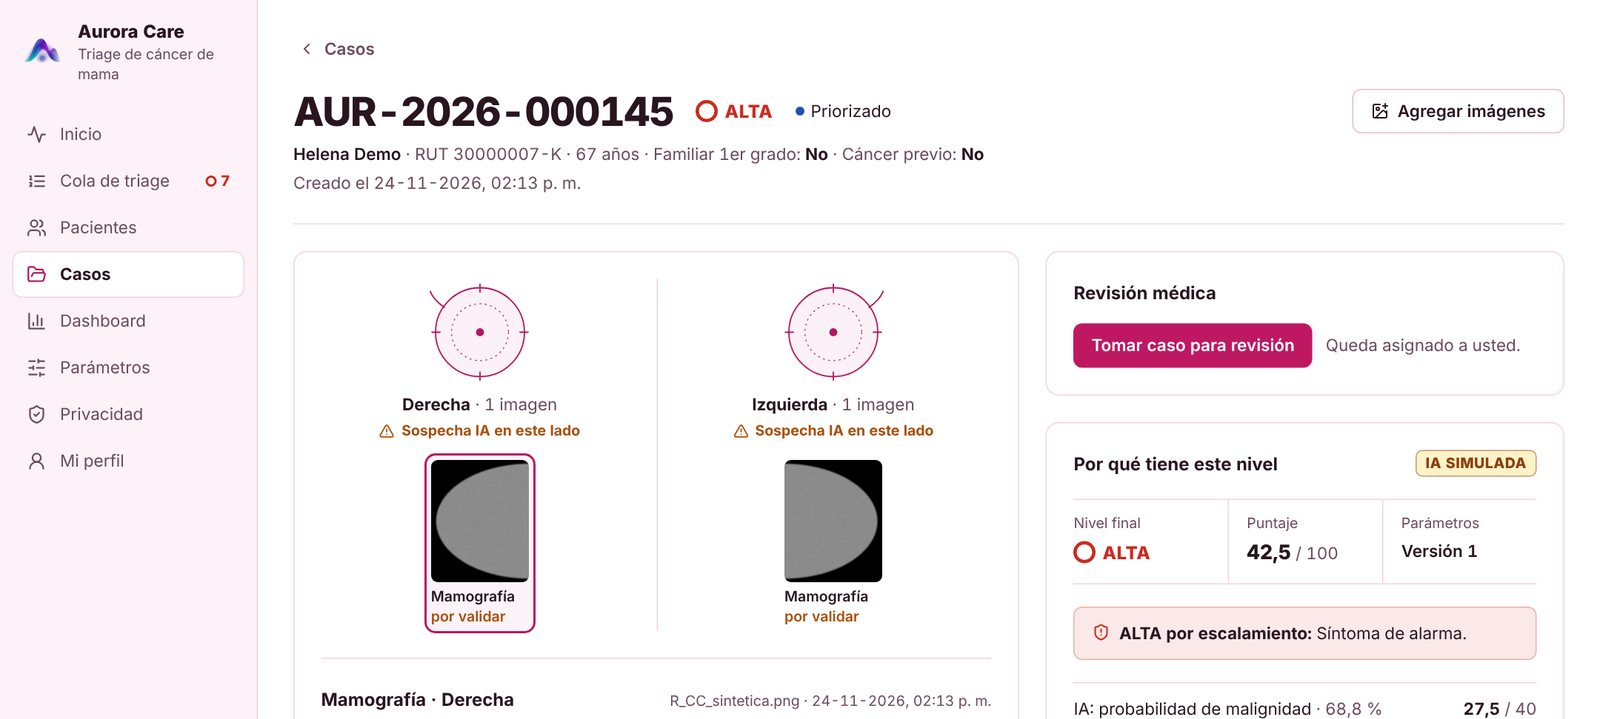 Aurora Care
Triage de cáncer de
mama
Inicio
Cola de triage 7
Pacientes
Casos
Dashboard
Parámetros
Privacidad
Mi perfil
Casos
AUR-2026-000145 ALTA Priorizado
Agregar imágenes
Helena Demo · RUT 30000007-K · 67 años · Familiar 1er grado: No · Cáncer previo: No
Creado el 24-11-2026, 02:13 p. m.
Derecha · 1 imagen
Sospecha IA en este lado
Mamografía
por validar
Izquierda · 1 imagen
Sospecha IA en este lado
Mamografía
por validar
Mamografía · Derecha
R_CC_sintetica.png · 24-11-2026, 02:13 p. m.
Revisión médica
Tomar caso para revisión
Queda asignado a usted.
Por qué tiene este nivel
IA SIMULADA
Nivel final
ALTA
Puntaje
42,5 / 100
Parámetros
Versión 1
ALTA por escalamiento: Síntoma de alarma.
IA: probabilidad de malignidad · 68,8 % 27,5 / 40